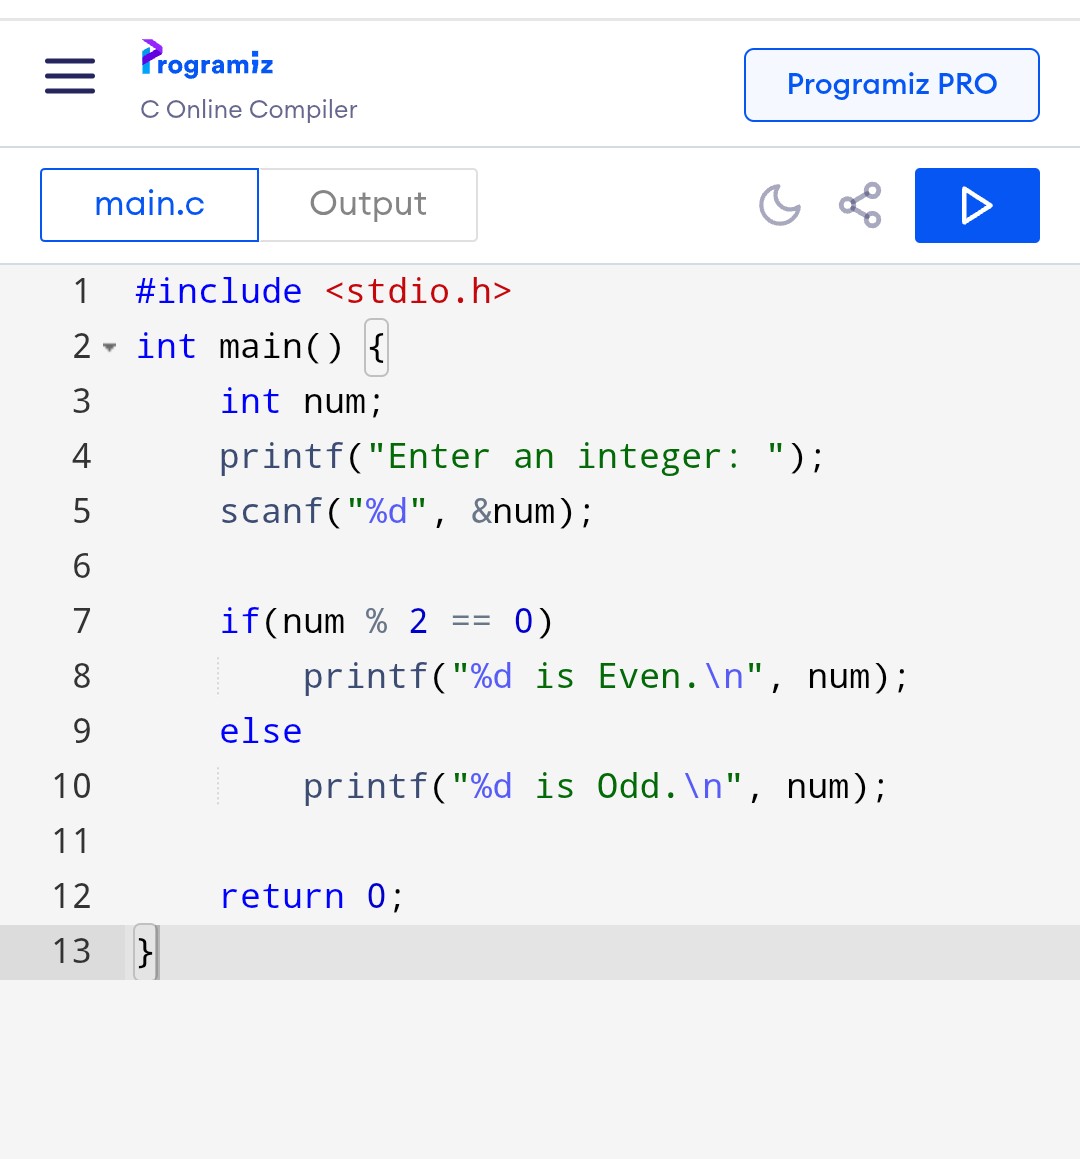 Programiz
C Online Compiler
Programiz PRO
main.c
Output
1 #include <stdio.h>
2 int main() {
3     int num;
4     printf("Enter an integer: ");
5     scanf("%d", &num);
6
7     if(num % 2 == 0)
8         printf("%d is Even.\n", num);
9     else
10         printf("%d is Odd.\n", num);
11
12     return 0;
13 }